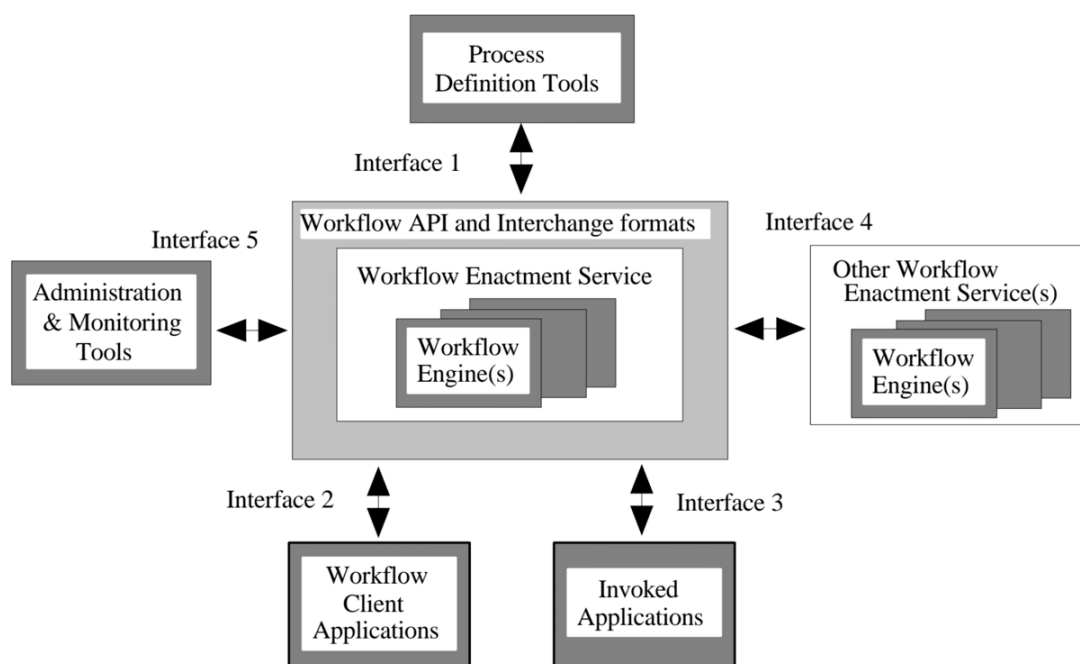 Process
Definition Tools
Interface 1
Workflow API and Interchange formats
Interface 5
Interface 4
Administration
& Monitoring
Tools
Workflow Enactment Service
Workflow
Engine(s)
Other Workflow
Enactment Service(s)
Workflow
Engine(s)
Interface 2
Interface 3
Workflow
Client
Applications
Invoked
Applications